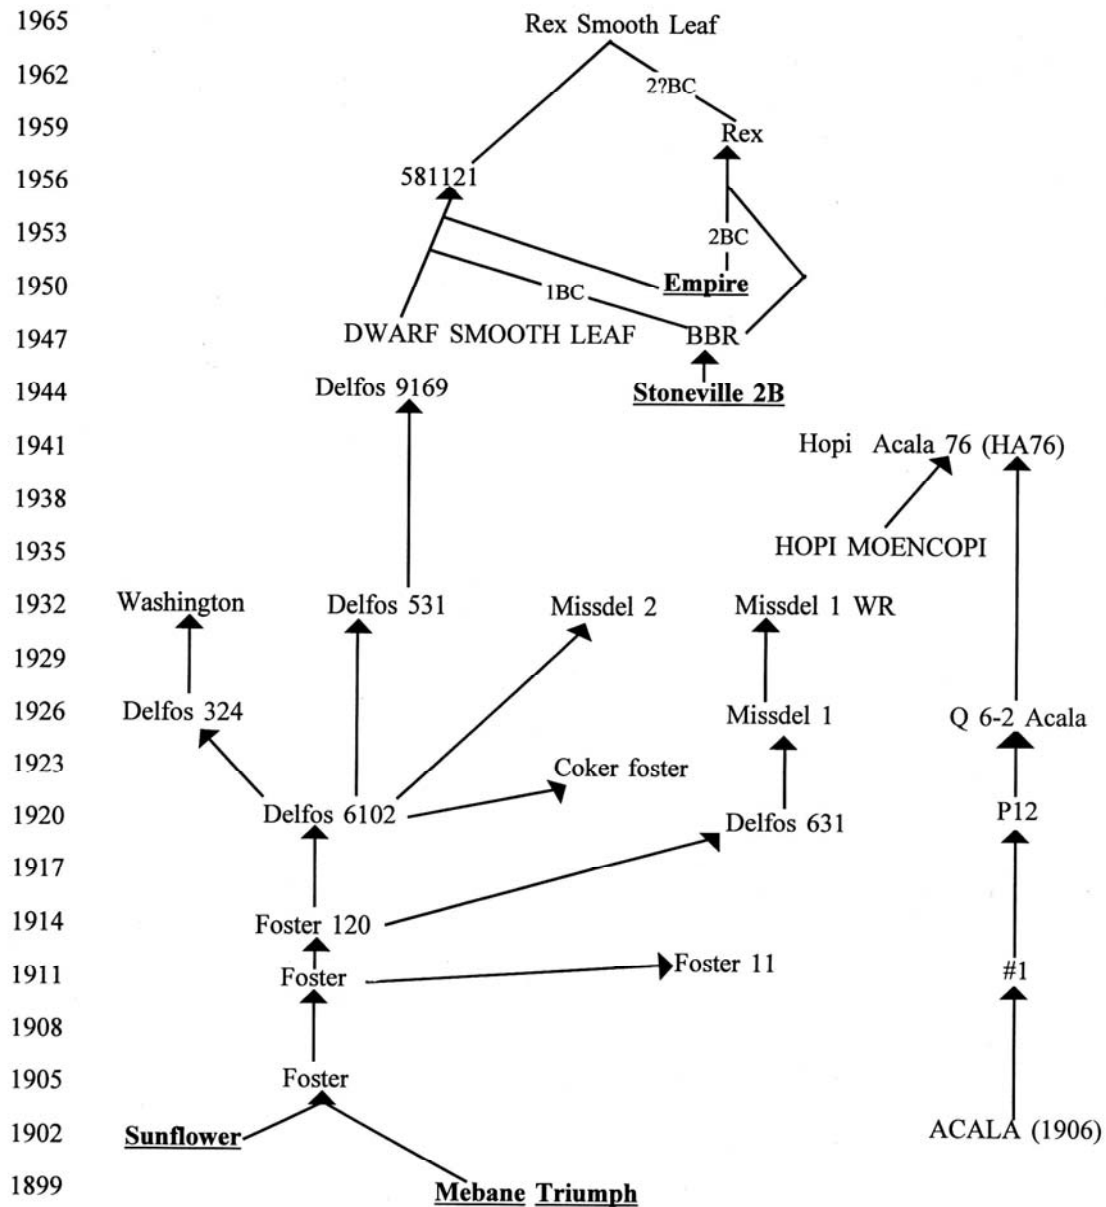 1965 Rex Smooth Leaf
1962 2?BC
1959 Rex
1956 581121
1953 2BC
1950 1BC Empire
1947 DWARF SMOOTH LEAF BBR
1944 Delfos 9169 Stoneville 2B
1941 Hopi Acala 76 (HA76)
1938
1935 HOPI MOENCOPI
1932 Washington Delfos 531 Missdel 2 Missdel 1 WR
1929
1926 Delfos 324 Missdel 1 Q 6-2 Acala
1923 Coker foster
1920 Delfos 6102 Delfos 631 P12
1917
1914 Foster 120
1911 Foster Foster 11 #1
1908
1905 Foster
1902 Sunflower ACALA (1906)
1899 Mebane Triumph